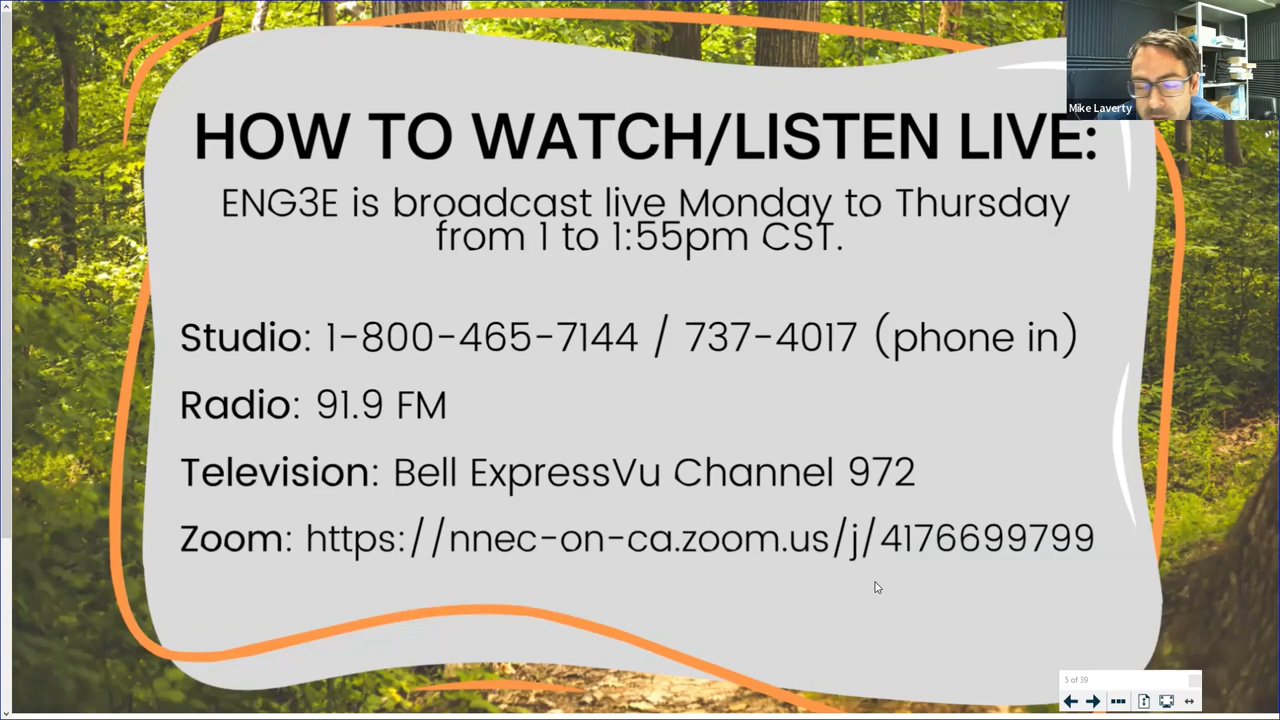 HOW TO WATCH/LISTEN LIVE:
Mike Laverty
ENG3E is broadcast live Monday to Thursday
from 1 to 1:55pm CST.
Studio: 1-800-465-7144 / 737-4017 (phone in)
Radio: 91.9 FM
Television: Bell ExpressVu Channel 972
Zoom: https://nnec-on-ca.zoom.us/j/4176699799
5 of 39